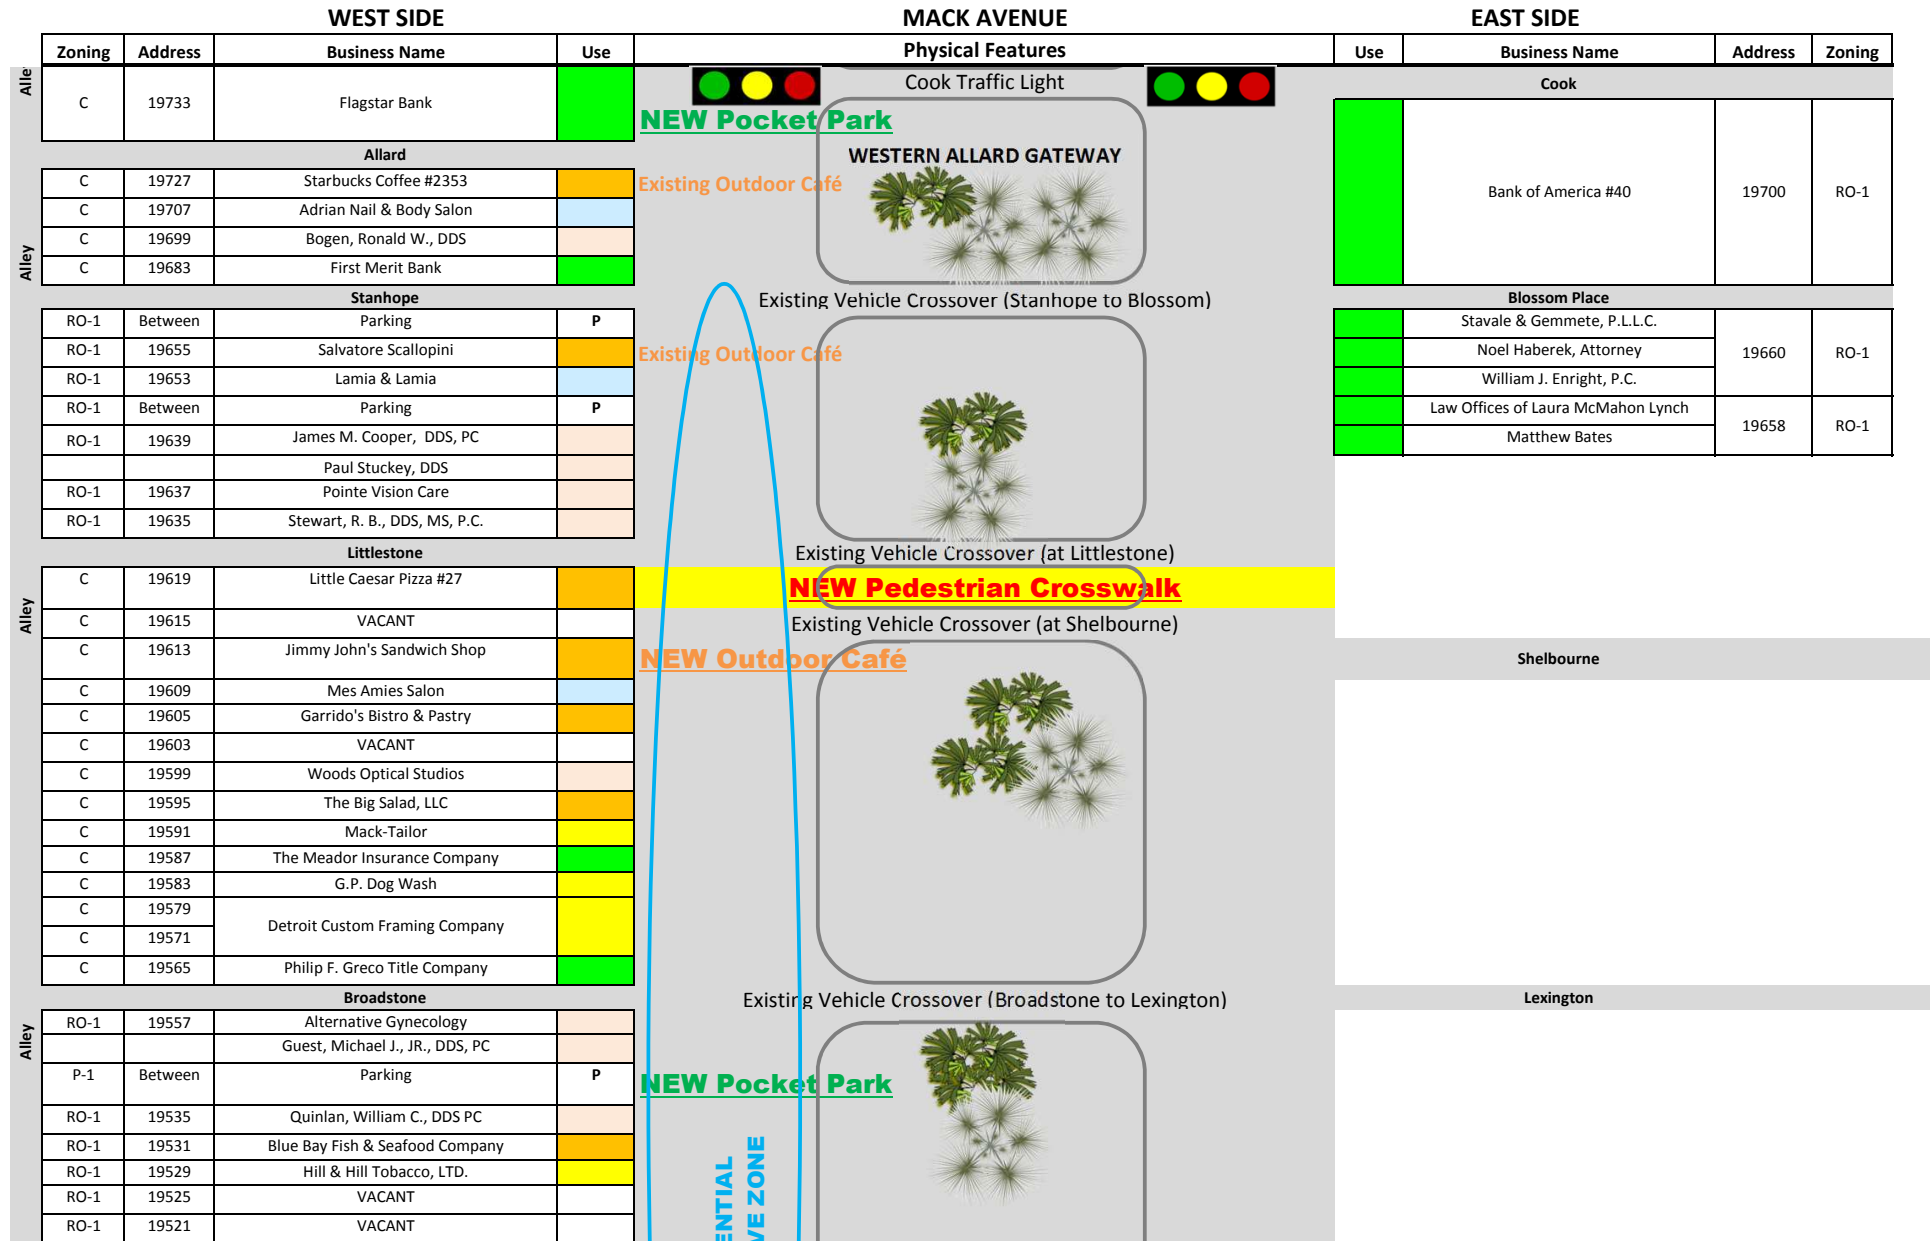 WEST SIDE MACK AVENUE EAST SIDE
Zoning Address Business Name Use Physical Features Use Business Name Address Zoning
Cook Traffic Light Cook
C 19733 Flagstar Bank
NEW Pocket Park
Allard
WESTERN ALLARD GATEWAY
C 19727 Starbucks Coffee #2353 Existing Outdoor Café
Bank of America #40 19700 RO-1
C 19707 Adrian Nail & Body Salon
C 19699 Bogen, Ronald W., DDS
Alley
C 19683 First Merit Bank
Stanhope Existing Vehicle Crossover (Stanhope to Blossom) Blossom Place
RO-1 Between Parking P Stavale & Gemmete, P.L.L.C.
RO-1 19655 Salvatore Scallopini Existing Outdoor Café Noel Haberek, Attorney 19660 RO-1
RO-1 19653 Lamia & Lamia William J. Enright, P.C.
RO-1 Between Parking P Law Offices of Laura McMahon Lynch
19658 RO-1
RO-1 19639 James M. Cooper, DDS, PC Matthew Bates
Paul Stuckey, DDS
RO-1 19637 Pointe Vision Care
RO-1 19635 Stewart, R. B., DDS, MS, P.C.
Littlestone Existing Vehicle Crossover (at Littlestone)
C 19619 Little Caesar Pizza #27 NEW Pedestrian Crosswalk
Alley
C 19615 VACANT Existing Vehicle Crossover (at Shelbourne)
C 19613 Jimmy John's Sandwich Shop NEW Outdoor Café Shelbourne
C 19609 Mes Amies Salon
C 19605 Garrido's Bistro & Pastry
C 19603 VACANT
C 19599 Woods Optical Studios
C 19595 The Big Salad, LLC
C 19591 Mack-Tailor
C 19587 The Meador Insurance Company
C 19583 G.P. Dog Wash
C 19579 Detroit Custom Framing Company
C 19571
C 19565 Philip F. Greco Title Company
Broadstone Existing Vehicle Crossover (Broadstone to Lexington) Lexington
RO-1 19557 Alternative Gynecology
Alley
Guest, Michael J., JR., DDS, PC
P-1 Between Parking P NEW Pocket Park
RO-1 19535 Quinlan, William C., DDS PC
RO-1 19531 Blue Bay Fish & Seafood Company
RO-1 19529 Hill & Hill Tobacco, LTD.
RO-1 19525 VACANT
RO-1 19521 VACANT
ZONE